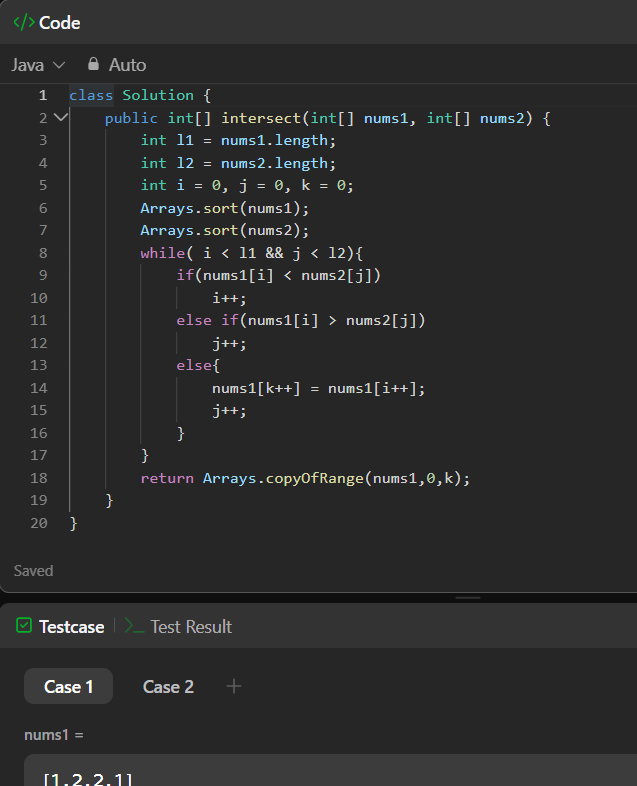 </> Code
Java Auto
1 class Solution {
2 public int[] intersect(int[] nums1, int[] nums2) {
3 int l1 = nums1.length;
4 int l2 = nums2.length;
5 int i = 0, j = 0, k = 0;
6 Arrays.sort(nums1);
7 Arrays.sort(nums2);
8 while( i < l1 && j < l2){
9 if(nums1[i] < nums2[j])
10 i++;
11 else if(nums1[i] > nums2[j])
12 j++;
13 else{
14 nums1[k++] = nums1[i++];
15 j++;
16 }
17 }
18 return Arrays.copyOfRange(nums1,0,k);
19 }
20 }
Saved
Testcase >_ Test Result
Case 1 Case 2 +
nums1 =
[1,2,2,1]